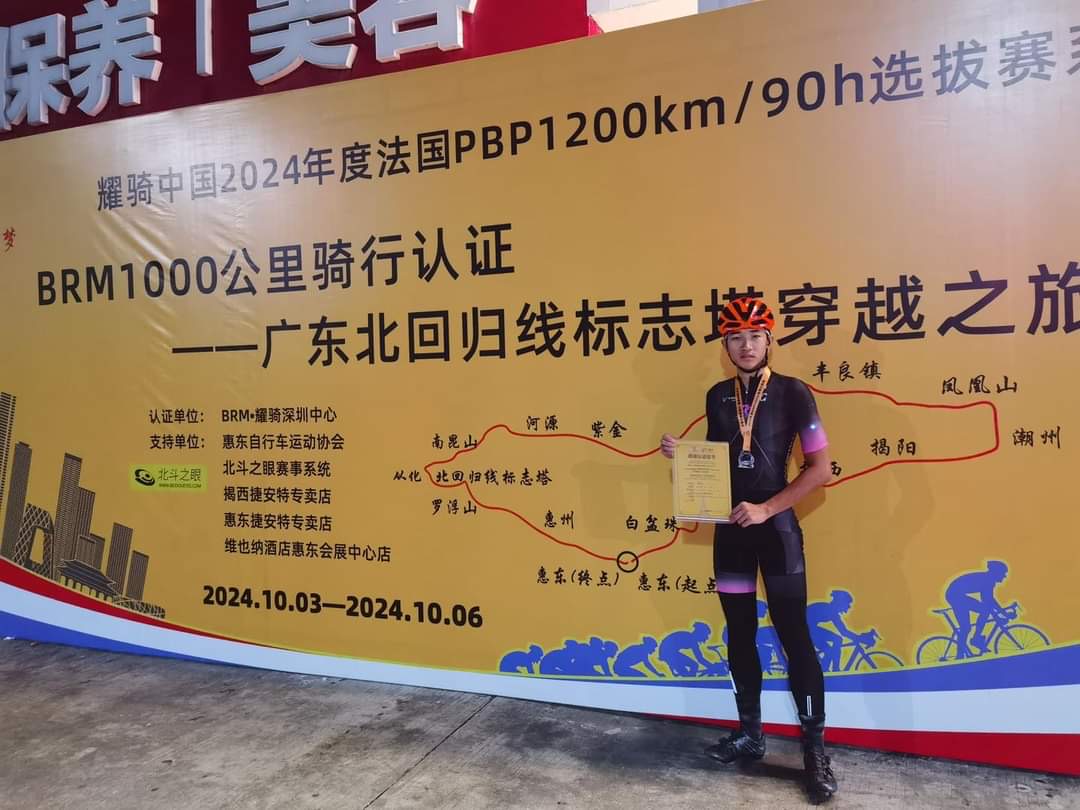 保养 | 美容
耀骑中国2024年度法国PBP1200km/90h选拔赛系
梦
BRM1000公里骑行认证
——广东北回归线标志塔穿越之旅
认证单位： BRM•耀骑深圳中心
支持单位： 惠东自行车运动协会
北斗之眼赛事系统
揭西捷安特专卖店
惠东捷安特专卖店
维也纳酒店惠东会展中心店
北斗之眼
2024.10.03—2024.10.06
丰良镇
凤凰山
河源
紫金
南昆山
潮州
揭阳
西
从化
北回归线标志塔
罗浮山
惠州
白盆珠
惠东(终点)
惠东(起点